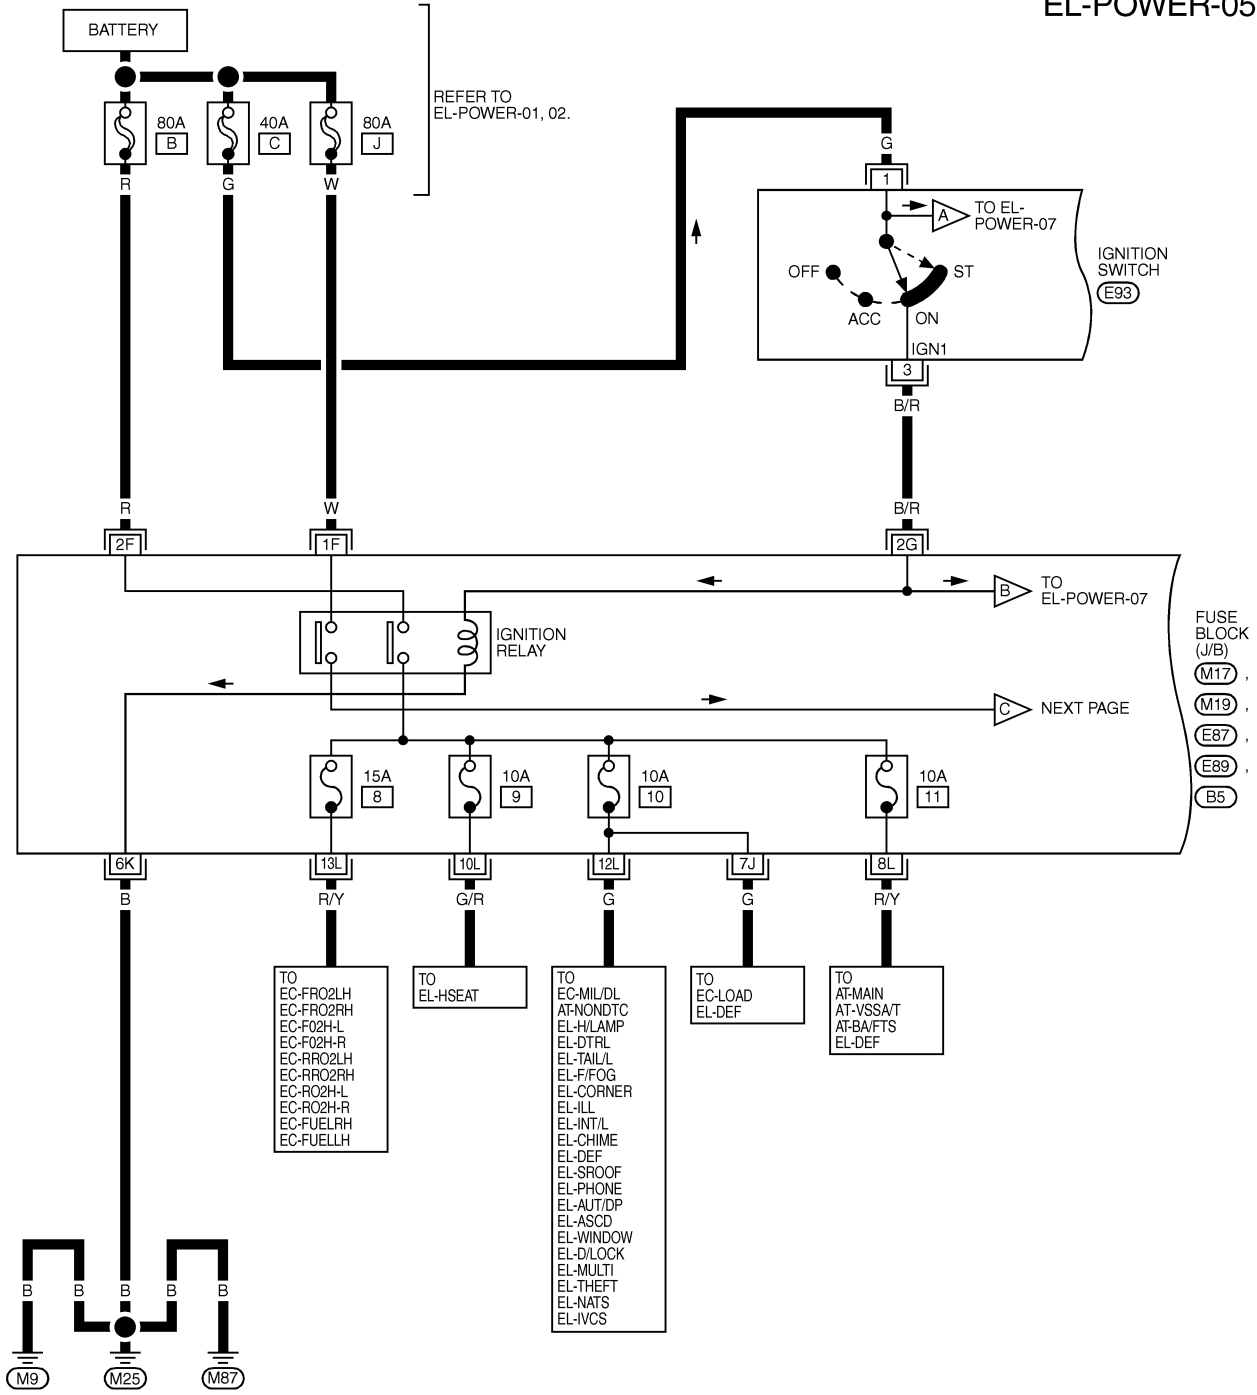 EL-POWER-05
BATTERY
80A
B
40A
C
80A
J
REFER TO
EL-POWER-01, 02.
R
G
W
G
1
A
TO EL-
POWER-07
OFF
ACC
ON
ST
IGN1
3
IGNITION
SWITCH
E93
B/R
R
W
B/R
2F
1F
2G
B
TO
EL-POWER-07
IGNITION
RELAY
C
NEXT PAGE
FUSE
BLOCK
(J/B)
M17 ,
M19 ,
E87 ,
E89 ,
B5
15A
8
10A
9
10A
10
10A
11
6K
13L
10L
12L
7J
8L
B
R/Y
G/R
G
G
R/Y
TO
EC-FRO2LH
EC-FRO2RH
EC-F02H-L
EC-F02H-R
EC-RRO2LH
EC-RRO2RH
EC-RO2H-L
EC-RO2H-R
EC-FUELRH
EC-FUELLH
TO
EL-HSEAT
TO
EC-MIL/DL
AT-NONDTC
EL-H/LAMP
EL-DTRL
EL-TAIL/L
EL-F/FOG
EL-CORNER
EL-ILL
EL-INT/L
EL-CHIME
EL-DEF
EL-SROOF
EL-PHONE
EL-AUT/DP
EL-ASCD
EL-WINDOW
EL-D/LOCK
EL-MULTI
EL-THEFT
EL-NATS
EL-IVCS
TO
EC-LOAD
EL-DEF
TO
AT-MAIN
AT-VSSA/T
AT-BA/FTS
EL-DEF
B
B
B
B
B
M9
M25
M87